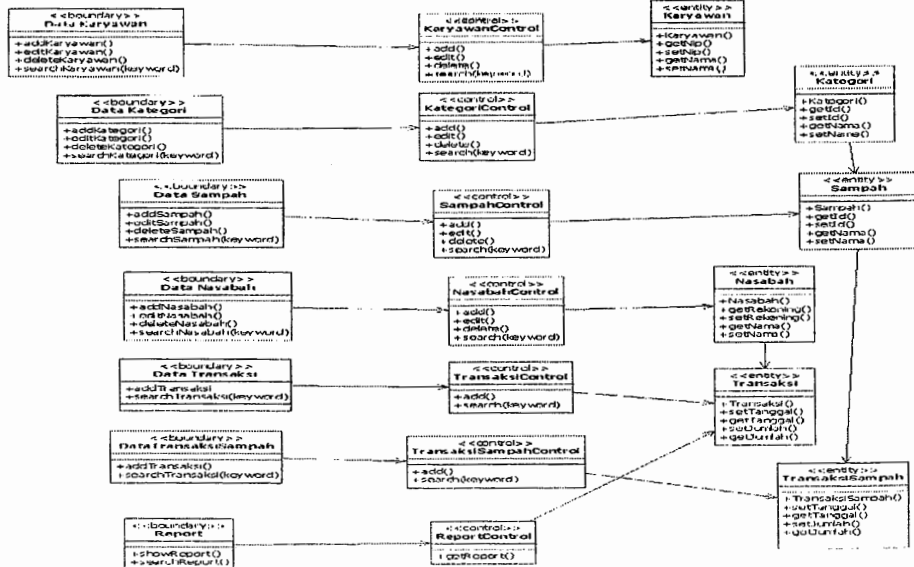 <<boundary>>
Data Karyawan
+addKaryawan()
+editKaryawan()
+deleteKaryawan()
+searchKaryawan(keyword)
<<control>>
KaryawanControl
+add()
+edit()
+delete()
+search(keyword)
<<entity>>
Karyawan
+Karyawan()
+getNip()
+setNip()
+getNama()
+setNama()
<<boundary>>
Data Kategori
+addKategori()
+editKategori()
+deleteKategori()
+searchKategori(keyword)
<<control>>
KategoriControl
+add()
+edit()
+delete()
+search(keyword)
<<entity>>
Katogori
+Katogori()
+getId()
+setId()
+getNama()
+setName()
<<boundary>>
Data Sampah
+addSampah()
+editSampah()
+deleteSampah()
+searchSampah(keyword)
<<control>>
SampahControl
+add()
+edit()
+delete()
+search(keyword)
<<entity>>
Sampah
+Sampah()
+getId()
+setId()
+getNama()
+setNama()
<<boundary>>
Data Nasabah
+addNasabah()
+editNasabah()
+deleteNasabah()
+searchNasabah(keyword)
<<control>>
NasabahControl
+add()
+edit()
+delete()
+search(keyword)
<<entity>>
Nasabah
+Nasabah()
+getRekening()
+setRekening()
+getNama()
+setNama()
<<boundary>>
Data Transaksi
+addTransaksi
+searchTransaksi(keyword)
<<control>>
TransaksiControl
+add()
+search(keyword)
<<entity>>
Transaksi
+Transaksi()
+setTanggal()
+getTanggal()
+setJumlah()
+getJumlah()
<<boundary>>
DataTransaksiSampah
+addTransaksi()
+searchTransaksi(keyword)
<<control>>
TransaksiSampahControl
+add()
+search(keyword)
<<entity>>
TransaksiSampah
+TransaksiSampah()
+setTanggal()
+getTanggal()
+setJumlah()
+getJumlah()
<<boundary>>
Report
+showReport()
+searchReport()
<<control>>
ReportControl
+getReport()